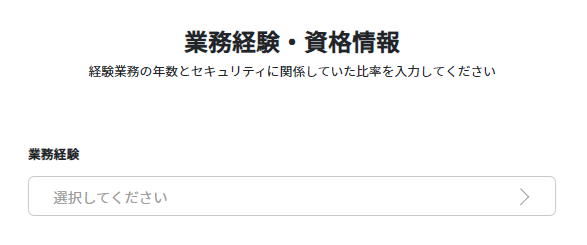 業務経験・資格情報
経験業務の年数とセキュリティに関係していた比率を入力してください
業務経験
選択してください